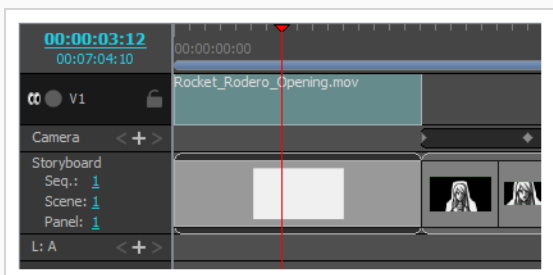 00:00:03:12
00:07:04:10
00:00:00:00
V1
Rocket_Rodero_Opening.mov
Camera < + >
Storyboard
Seq.: 1
Scene: 1
Panel: 1
L: A < + >